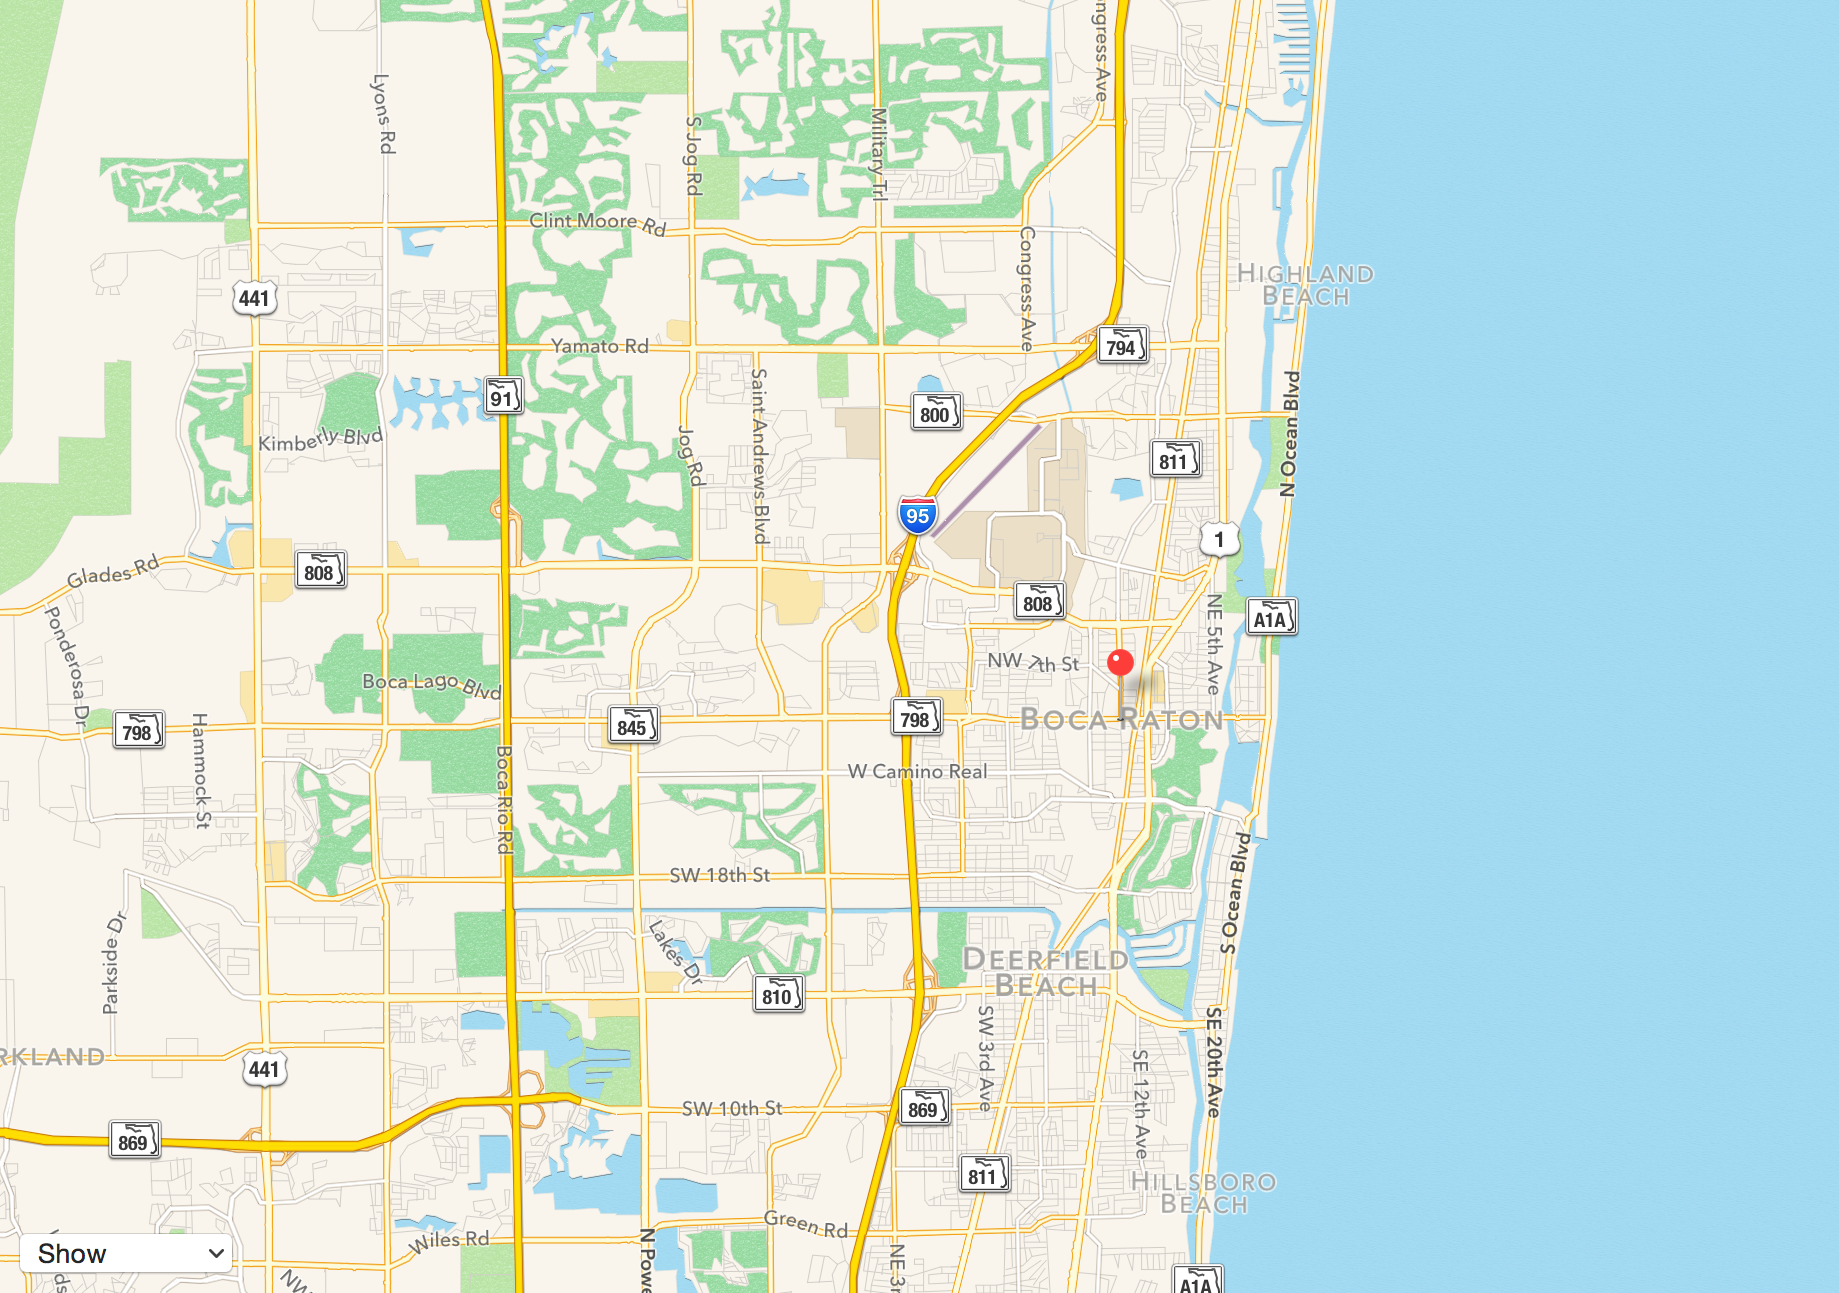 Congress Ave
Lyons Rd
S Jog Rd
Military Trl
Clint Moore Rd
Congress Ave
HIGHLAND
BEACH
441
794
Yamato Rd
91
800
Saint Andrews Blvd
N Ocean Blvd
Kimberly Blvd
Jog Rd
811
95
1
Glades Rd
808
808
A1A
NE 5th Ave
Ponderosa Dr
NW 7th St
Boca Lago Blvd
798
845
798
BOCA RATON
Hammock St
Boca Rio Rd
W Camino Real
SW 18th St
S Ocean Blvd
Parkside Dr
Lakes Dr
DEERFIELD
BEACH
810
SW 3rd Ave
SE 20th Ave
RKLAND
441
SE 12th Ave
869
SW 10th St
869
811
HILLSBORO
BEACH
Green Rd
Wiles Rd
N Powe
NE 3r
Show
NW
A1A